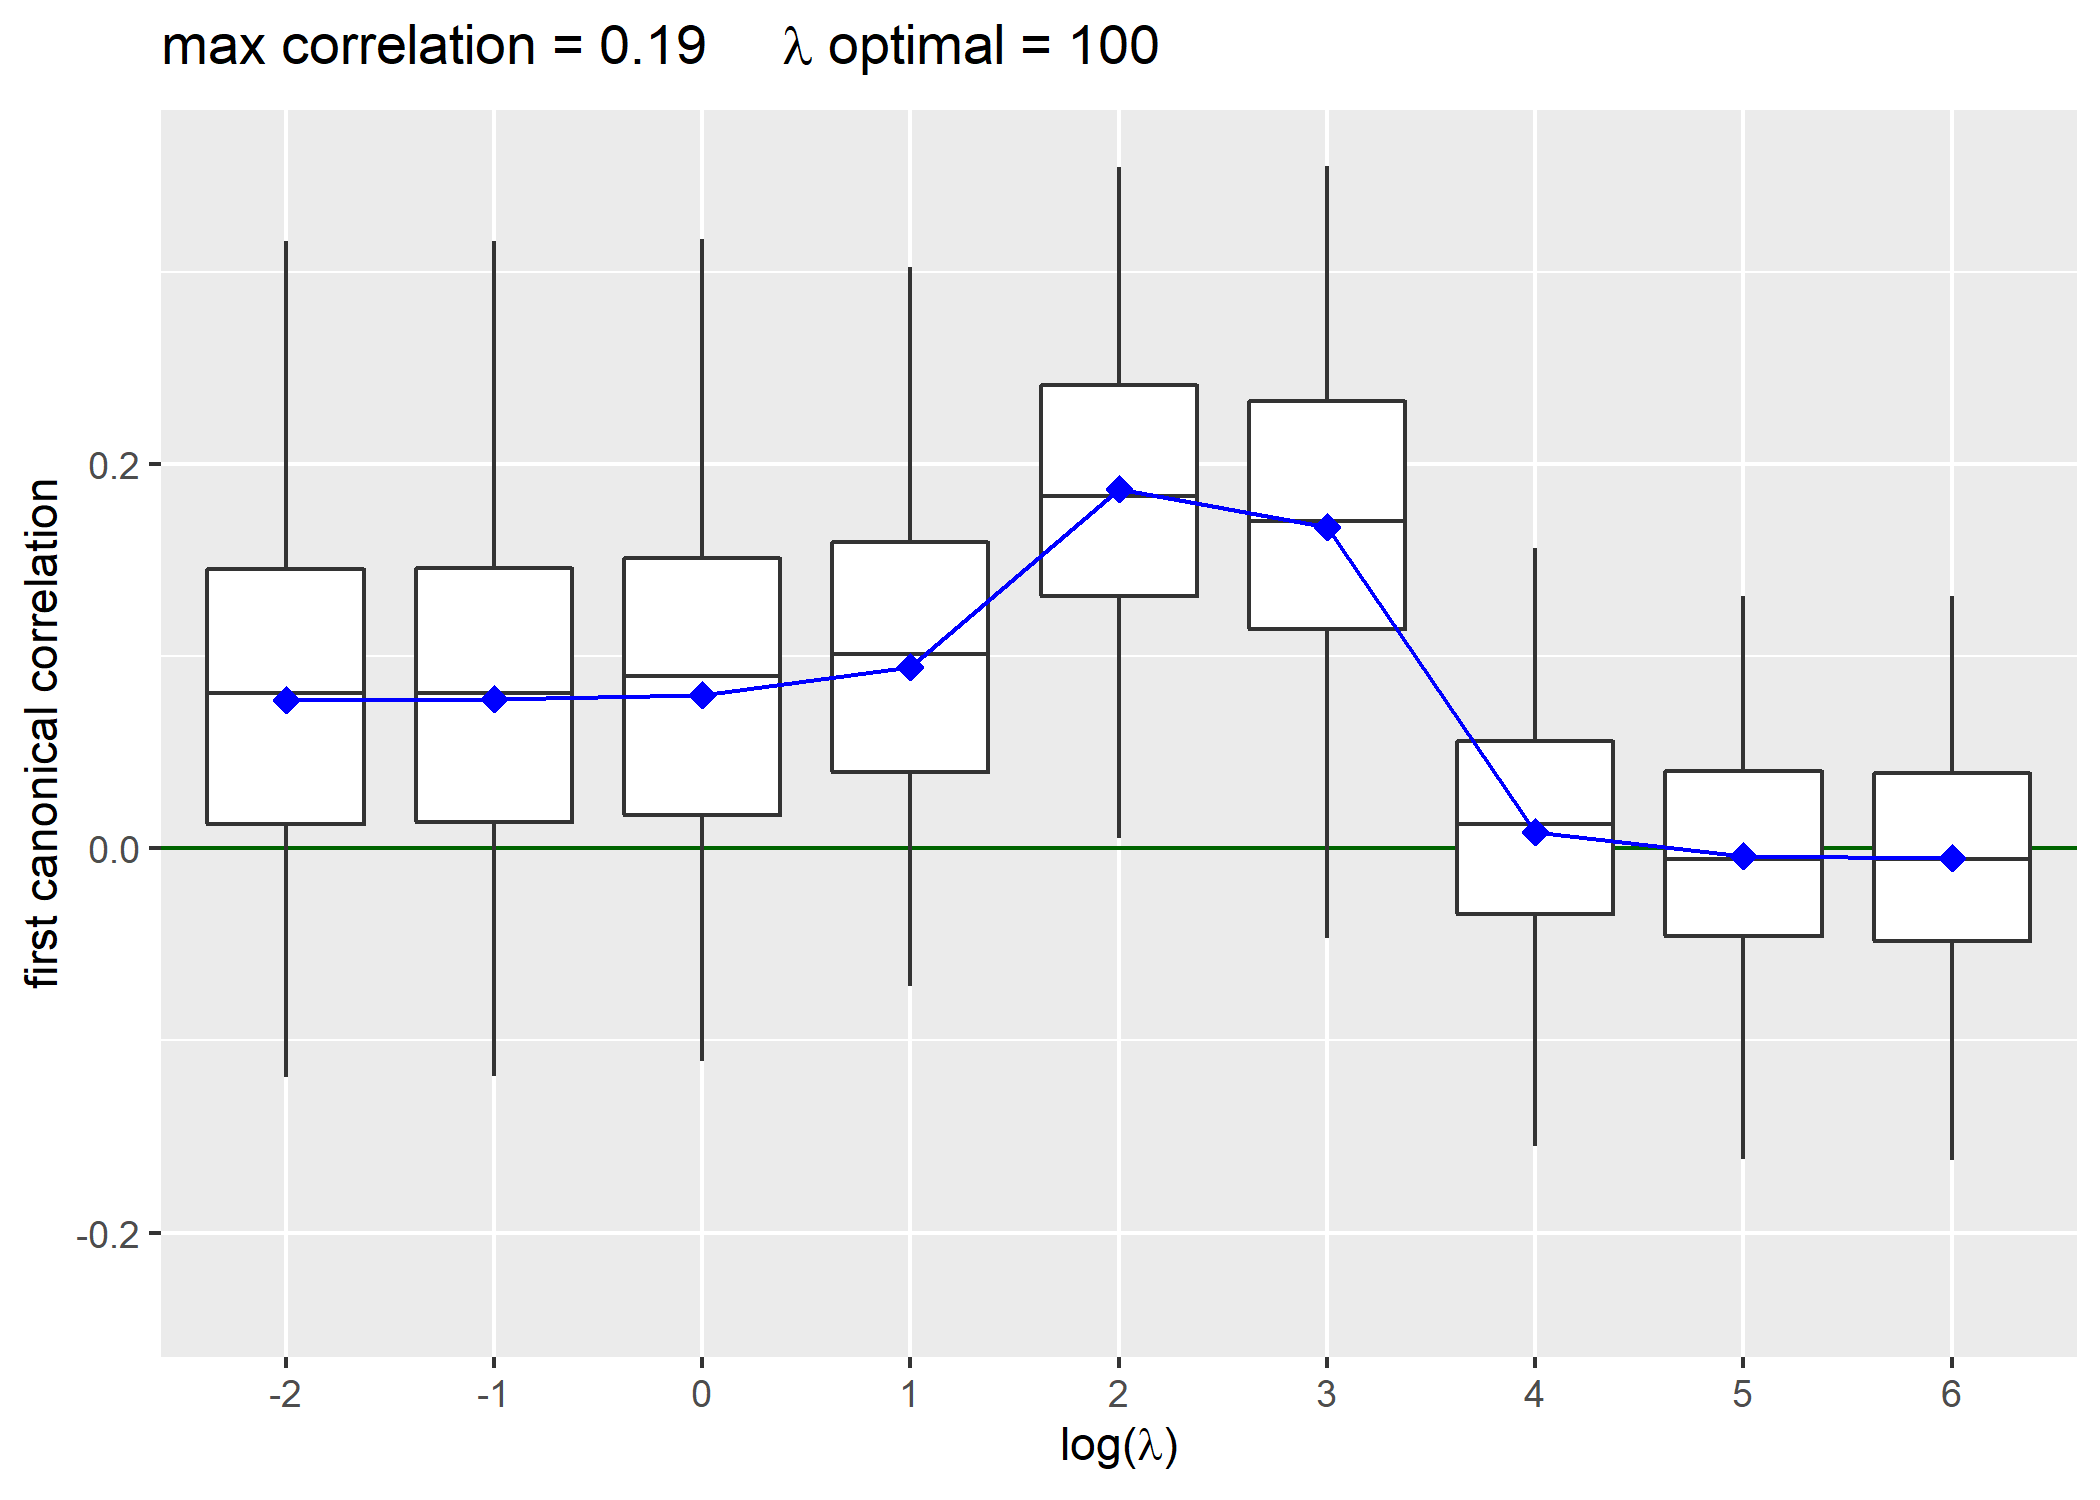 max correlation = 0.19 λ optimal = 100
first canonical correlation
0.2
0.0
-0.2
-2 -1 0 1 2 3 4 5 6
log(λ)